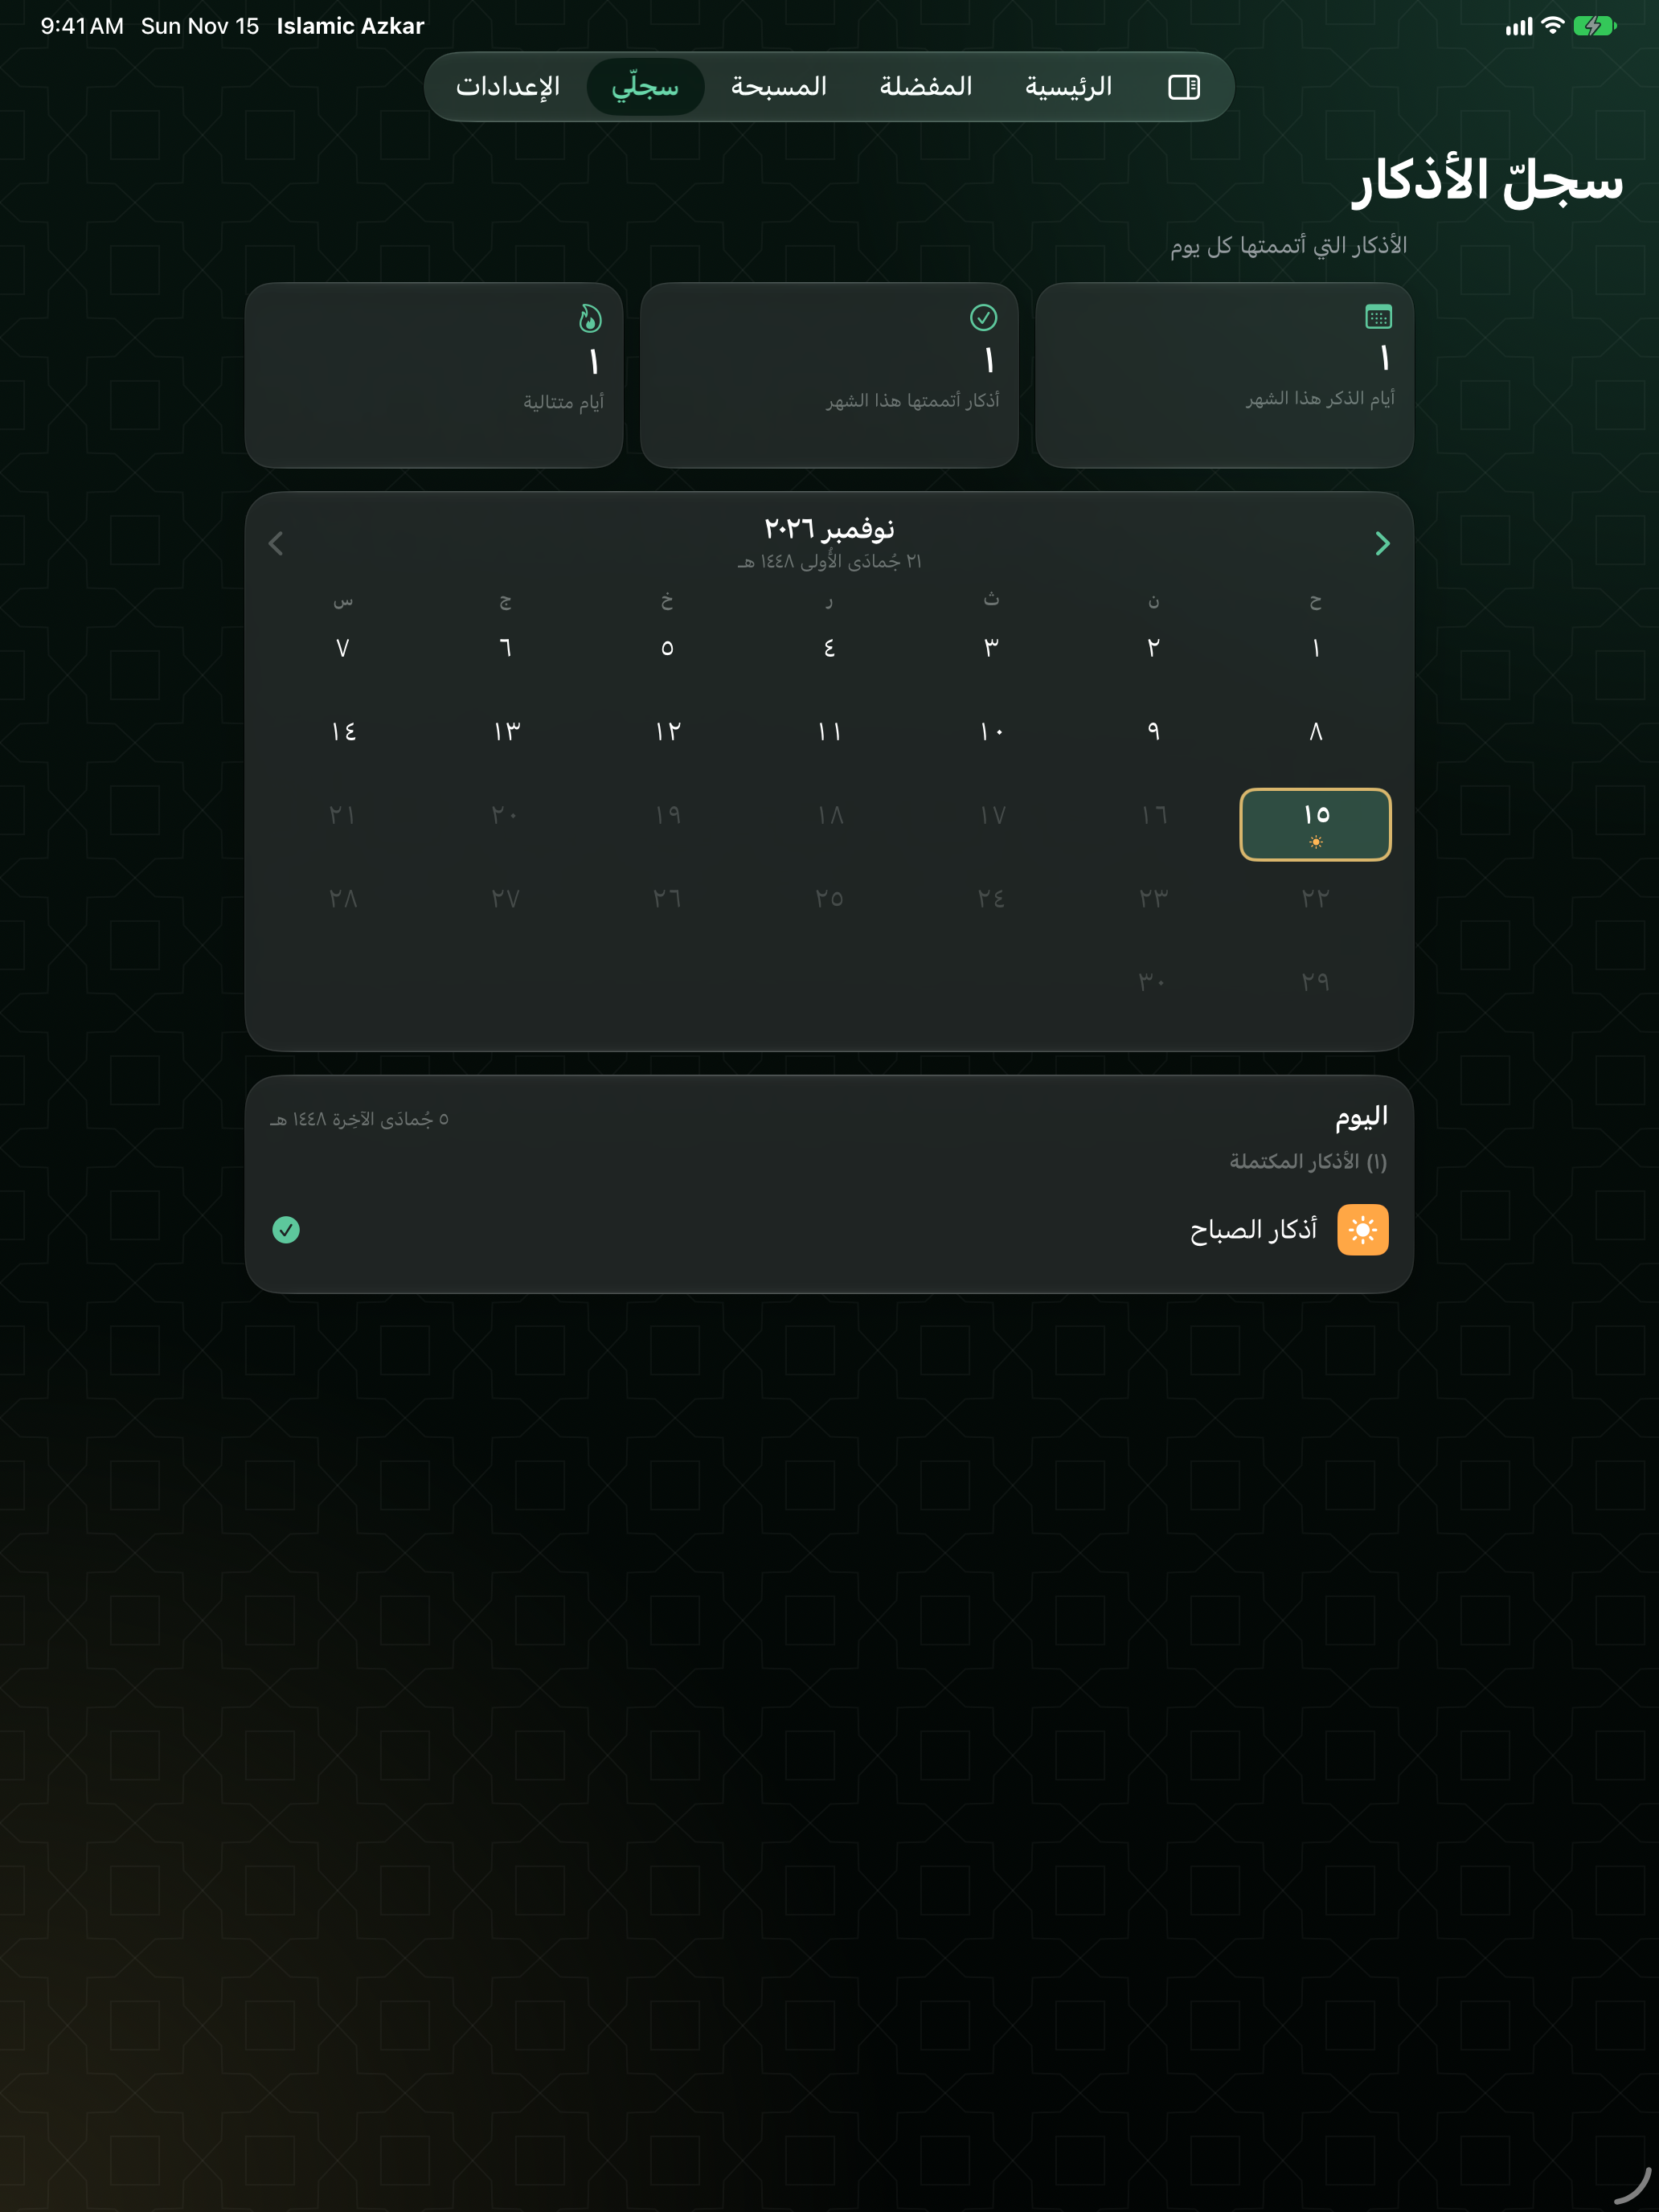 9:41 AM Sun Nov 15 Islamic Azkar
الرئيسية المفضلة المسبحة سجلّي الإعدادات
سجلّ الأذكار
الأذكار التي أتممتها كل يوم
١
أيام الذكر هذا الشهر
١
أذكار أتممتها هذا الشهر
١
أيام متتالية
نوفمبر ٢٠٢٦
٢١ جُمادَى الأُولى ١٤٤٨ هـ
ح ن ث ر خ ج س
١ ٢ ٣ ٤ ٥ ٦ ٧
٨ ٩ ١٠ ١١ ١٢ ١٣ ١٤
١٥ ١٦ ١٧ ١٨ ١٩ ٢٠ ٢١
٢٢ ٢٣ ٢٤ ٢٥ ٢٦ ٢٧ ٢٨
٢٩ ٣٠
اليوم
٥ جُمادَى الآخِرة ١٤٤٨ هـ
(١) الأذكار المكتملة
أذكار الصباح